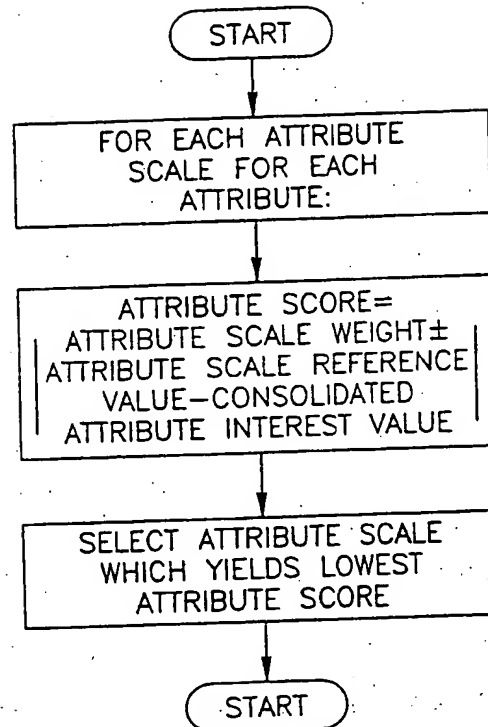 START
FOR EACH ATTRIBUTE
SCALE FOR EACH
ATTRIBUTE:
ATTRIBUTE SCORE=
ATTRIBUTE SCALE WEIGHT±
|ATTRIBUTE SCALE REFERENCE
VALUE–CONSOLIDATED
ATTRIBUTE INTEREST VALUE|
SELECT ATTRIBUTE SCALE
WHICH YIELDS LOWEST
ATTRIBUTE SCORE
START